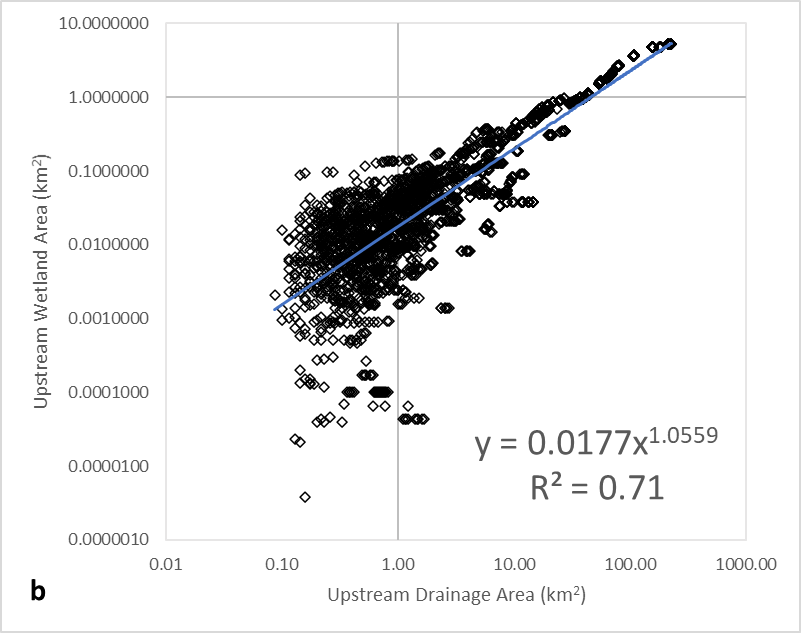 10.0000000
1.0000000
0.1000000
0.0100000
0.0010000
0.0001000
0.0000100
0.0000010
Upstream Wetland Area (km²)
y = 0.0177x^1.0559
R² = 0.71
0.01 0.10 1.00 10.00 100.00 1000.00
Upstream Drainage Area (km²)
b